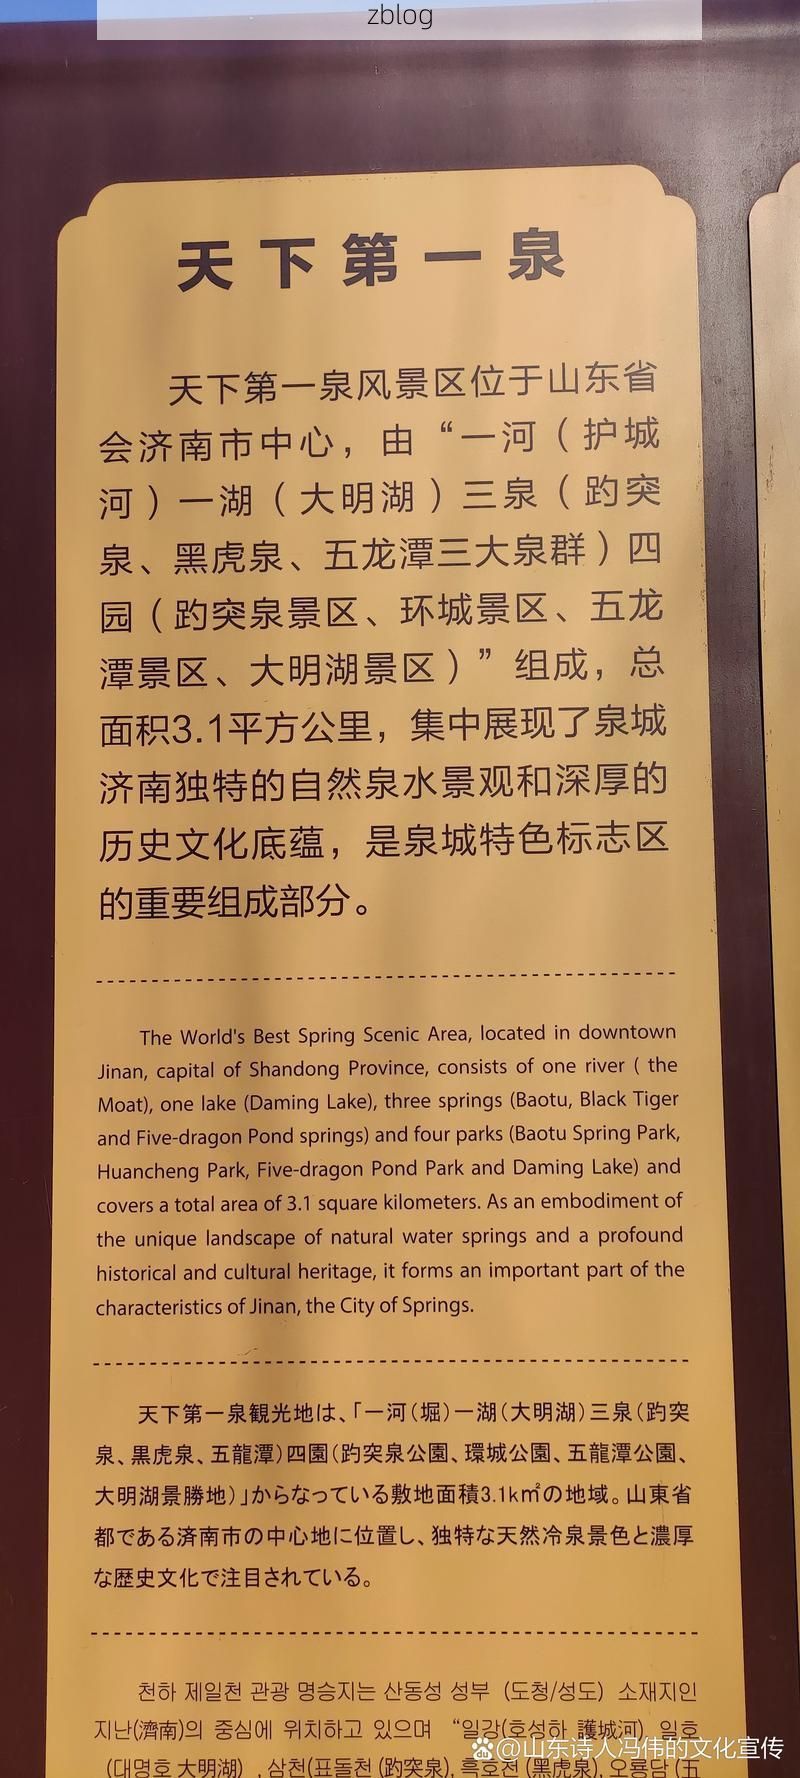 zblog
天下第一泉
天下第一泉风景区位于山东省
会济南市中心，由“一河（护城
河）一湖（大明湖）三泉（趵突
泉、黑虎泉、五龙潭三大泉群）四
园（趵突泉景区、环城景区、五龙
潭景区、大明湖景区）”组成，总
面积3.1平方公里，集中展现了泉城
济南独特的自然泉水景观和深厚的
历史文化底蕴，是泉城特色标志区
的重要组成部分。
The World's Best Spring Scenic Area, located in downtown
Jinan, capital of Shandong Province, consists of one river ( the
Moat), one lake (Daming Lake), three springs (Baotu, Black Tiger
and Five-dragon Pond springs) and four parks (Baotu Spring Park,
Huancheng Park, Five-dragon Pond Park and Daming Lake) and
covers a total area of 3.1 square kilometers. As an embodiment of
the unique landscape of natural water springs and a profound
historical and cultural heritage, it forms an important part of the
characteristics of Jinan, the City of Springs.
天下第一泉観光地は、「一河（堀）一湖（大明湖）三泉（趵突
泉、黒虎泉、五龍潭）四園（趵突泉公園、環城公園、五龍潭公園、
大明湖景勝地）」からなっている敷地面積3.1k㎡の地域。山東省
都である済南市の中心地に位置し、独特な天然冷泉景色と濃厚
な歴史文化で注目されている。
천하 제일천 관광 명승지는 산동성 성부（도청/성도） 소재지인
지난(濟南)의 중심에 위치하고 있으며 “일강(호성하 護城河), 일호
（대명호 大明湖）, 삼천(표돌천 (趵突泉), 흑호천 (黑虎泉), 오룡담 (五
@山东诗人冯伟的文化宣传